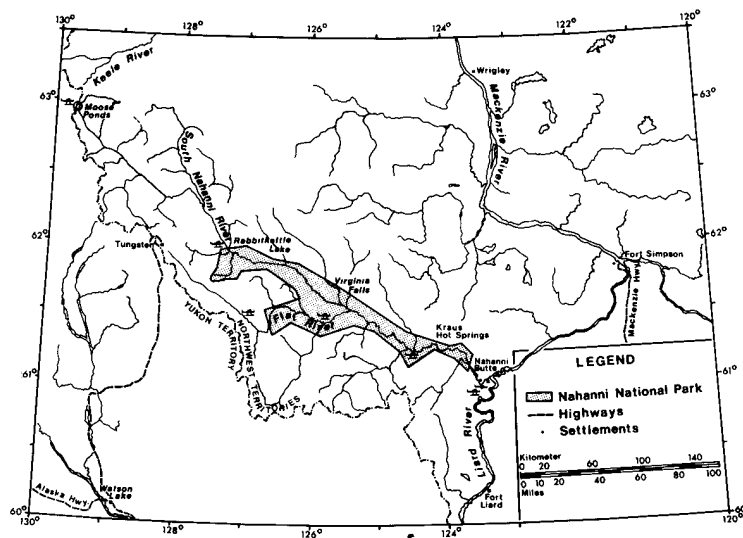 130°
128°
126°
124°
122°
120°
Keele River
Wrigley
63°
Moose
Ponds
63°
Mackenzie River
South Nahanni River
62°
62°
Tungsten
Rabbitkettle
Lake
Fort Simpson
Virginia
Falls
Mackenzie Hwy.
Flat River
Kraus
Hot Springs
YUKON TERRITORY
NORTHWEST TERRITORIES
Nahanni
Butte
61°
61°
LEGEND
Nahanni National Park
Highways
Settlements
Liard River
Kilometer
0 20 60 100 140
0 20 40 60 80 100
Miles
Watson
Lake
Alaska Hwy.
Fort
Liard
60°
60°
130°
128°
126°
124°
122°
120°